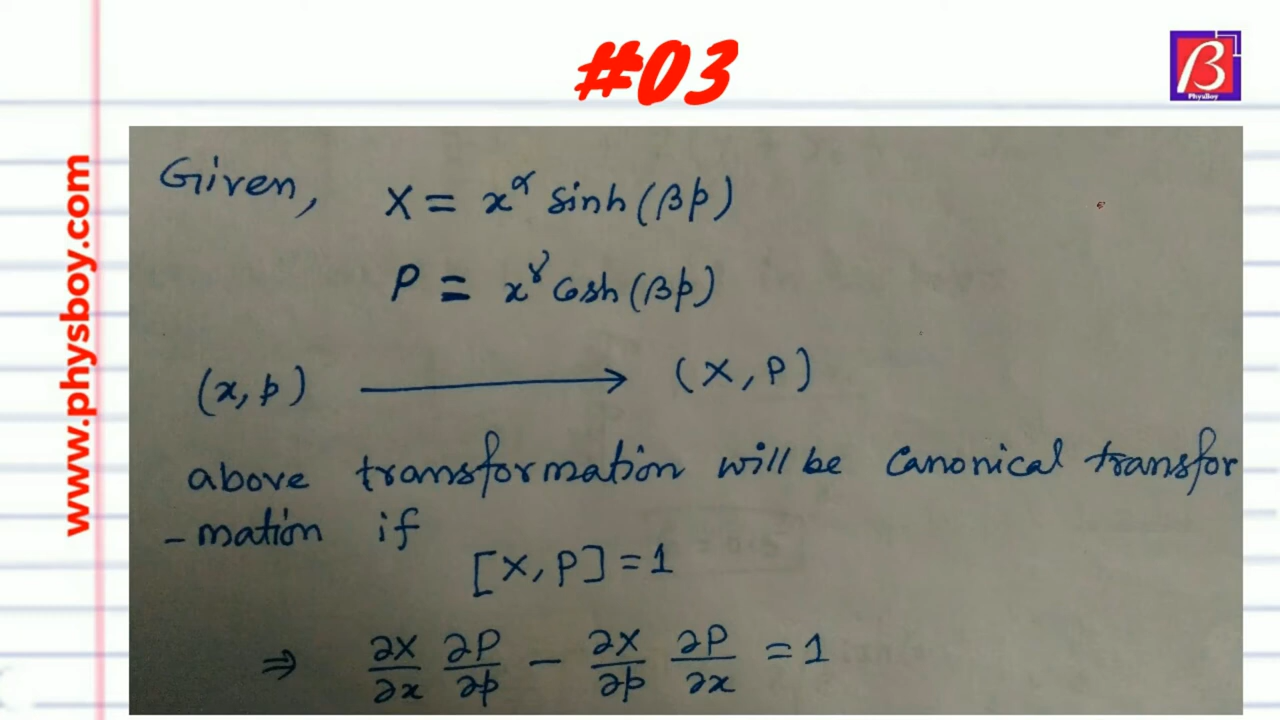 #03
β
PhysBoy
www.physboy.com
Given, X = x^α sinh(βp)
P = x^γ Cosh(βp)
(x, p) ⟶ (X, P)
above transformation will be Canonical transfor
-mation if
[X, P] = 1
⇒ ∂X/∂x ∂P/∂p − ∂X/∂p ∂P/∂x = 1